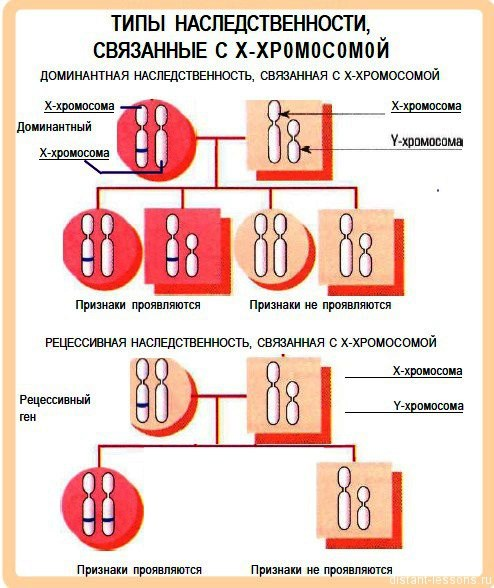 ТИПЫ НАСЛЕДСТВЕННОСТИ,
СВЯЗАННЫЕ С Х-ХРОМОСОМОЙ
ДОМИНАНТНАЯ НАСЛЕДСТВЕННОСТЬ, СВЯЗАННАЯ С Х-ХРОМОСОМОЙ
Х-хромосома
Х-хромосома
Доминантный
Y-хромосома
Х-хромосома
Признаки проявляются
Признаки не проявляются
РЕЦЕССИВНАЯ НАСЛЕДСТВЕННОСТЬ, СВЯЗАННАЯ С Х-ХРОМОСОМОЙ
Х-хромосома
Рецессивный
ген
Y-хромосома
Признаки проявляются
Признаки не проявляются
distant-lessons.ru